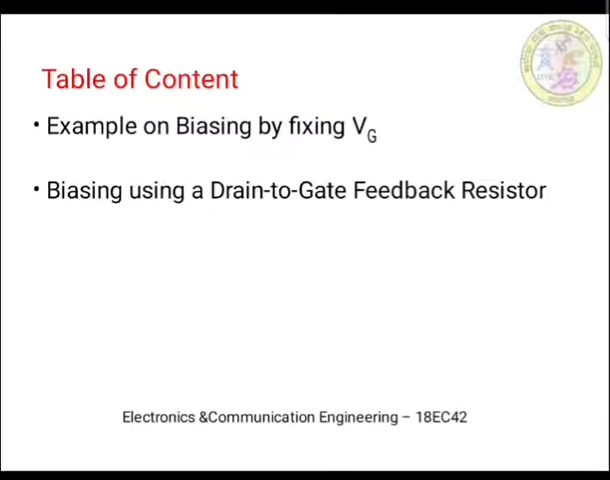 Table of Content
• Example on Biasing by fixing VG
• Biasing using a Drain-to-Gate Feedback Resistor
Electronics &Communication Engineering – 18EC42